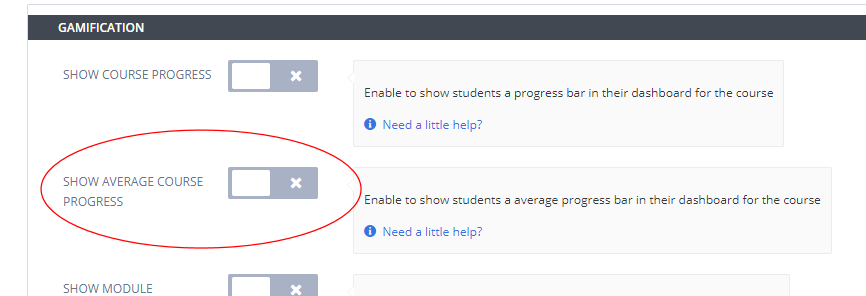 GAMIFICATION
SHOW COURSE PROGRESS
Enable to show students a progress bar in their dashboard for the course
Need a little help?
SHOW AVERAGE COURSE
PROGRESS
Enable to show students a average progress bar in their dashboard for the course
Need a little help?
SHOW MODULE